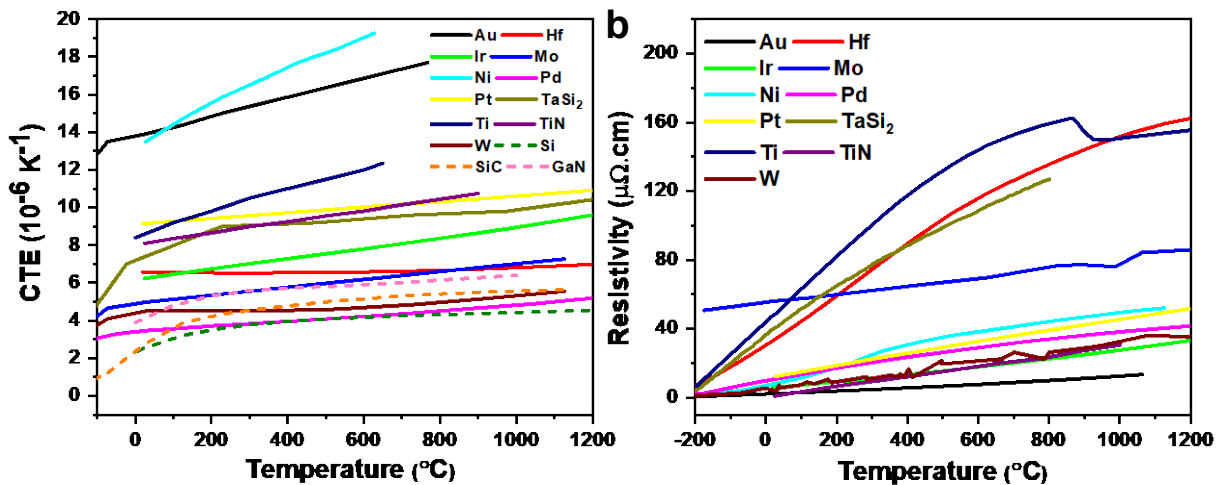 20
18
16
14
12
10
8
6
4
2
0
CTE (10⁻⁶ K⁻¹)
Au Hf
Ir Mo
Ni Pd
Pt TaSi₂
Ti TiN
W Si
SiC GaN
0 200 400 600 800 1000 1200
Temperature (°C)
b
220
160
120
80
40
0
Resistivity (μΩ.cm)
Au Hf
Ir Mo
Ni Pd
Pt TaSi₂
Ti TiN
W
-200 0 200 400 600 800 1000 1200
Temperature (°C)